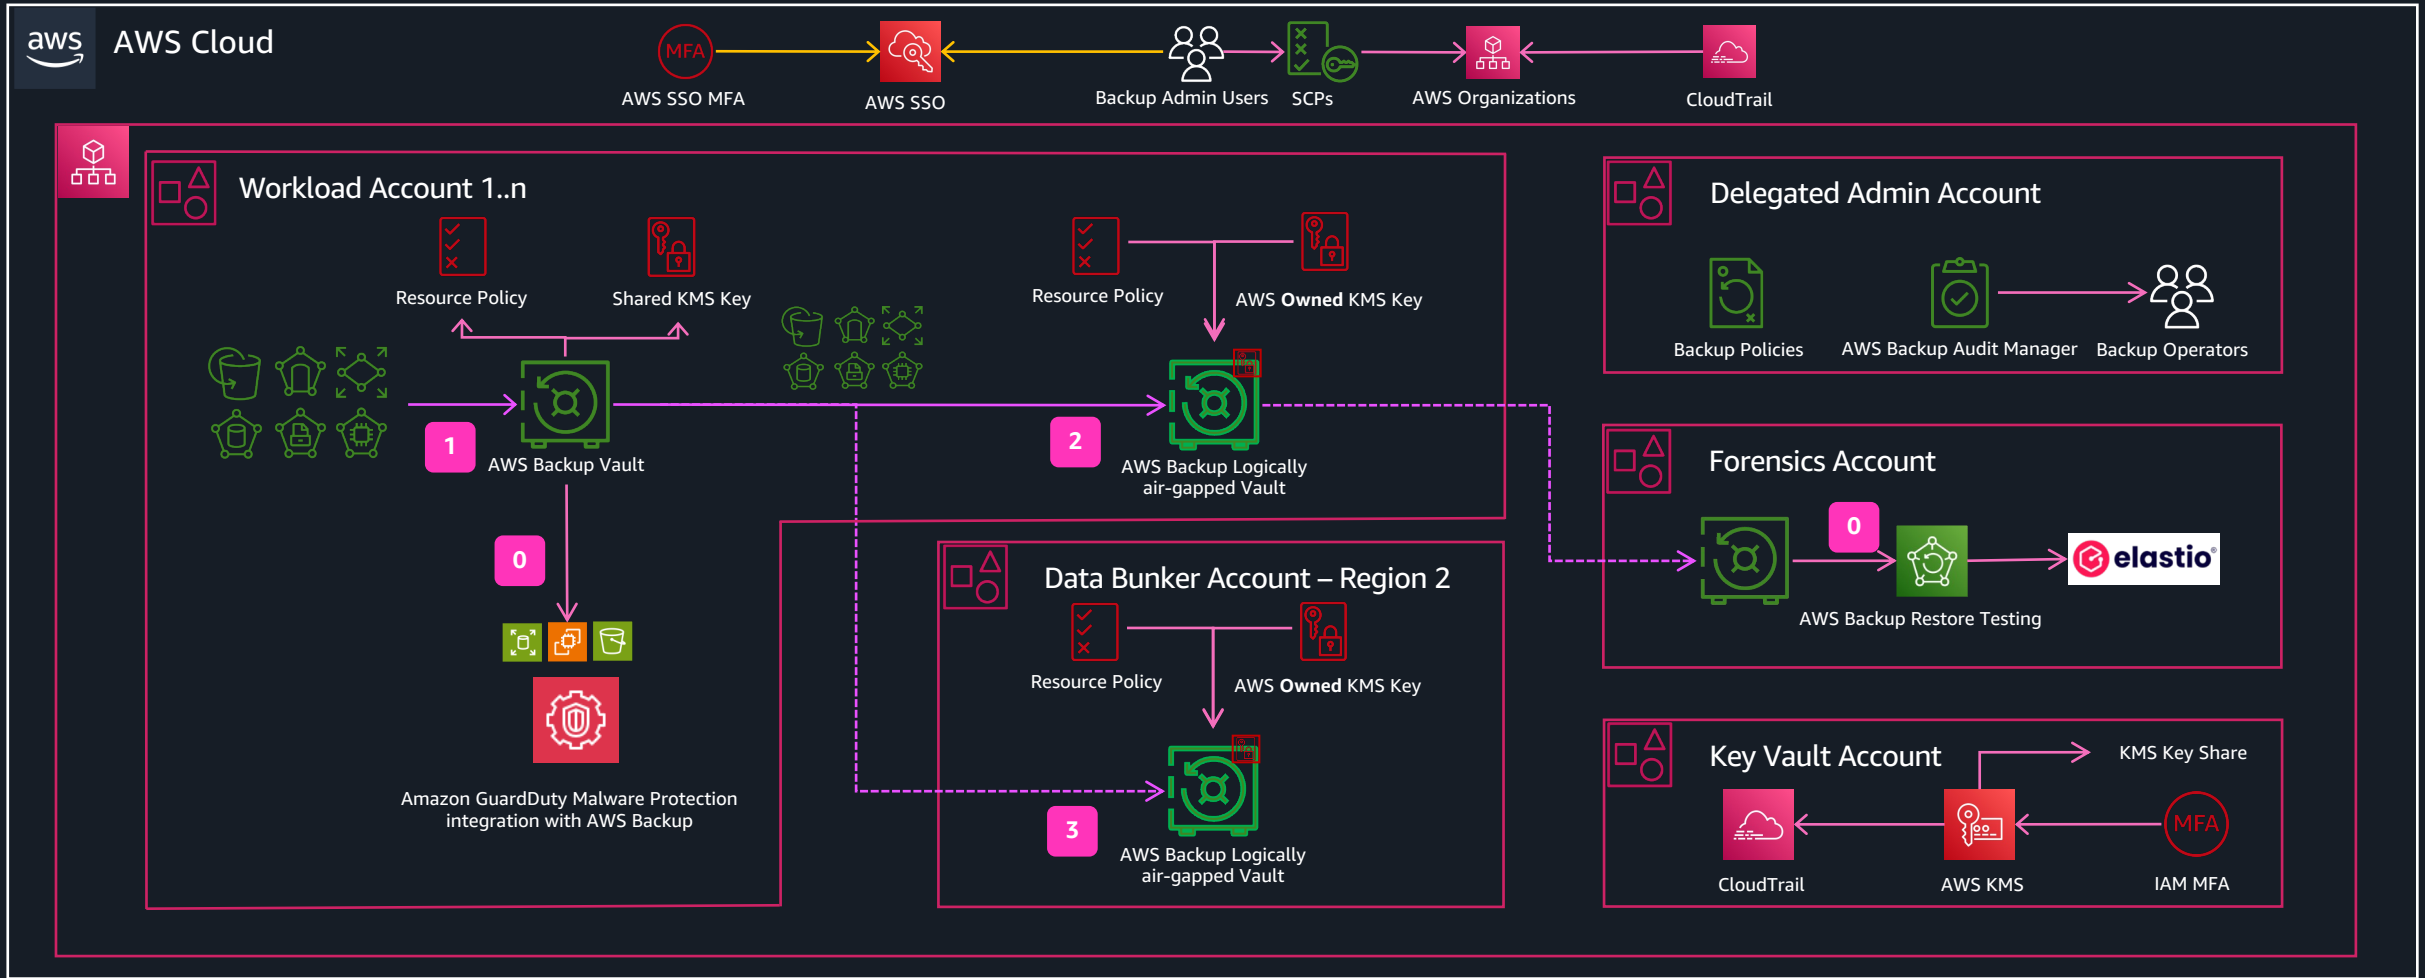 aws
AWS Cloud
MFA
AWS SSO MFA
AWS SSO
Backup Admin Users
SCPs
AWS Organizations
CloudTrail
Workload Account 1..n
Resource Policy
Shared KMS Key
Resource Policy
AWS Owned KMS Key
1
AWS Backup Vault
2
AWS Backup Logically
air-gapped Vault
0
Amazon GuardDuty Malware Protection
integration with AWS Backup
Data Bunker Account – Region 2
Resource Policy
AWS Owned KMS Key
3
AWS Backup Logically
air-gapped Vault
Delegated Admin Account
Backup Policies
AWS Backup Audit Manager
Backup Operators
Forensics Account
0
elastio®
AWS Backup Restore Testing
Key Vault Account
KMS Key Share
MFA
CloudTrail
AWS KMS
IAM MFA